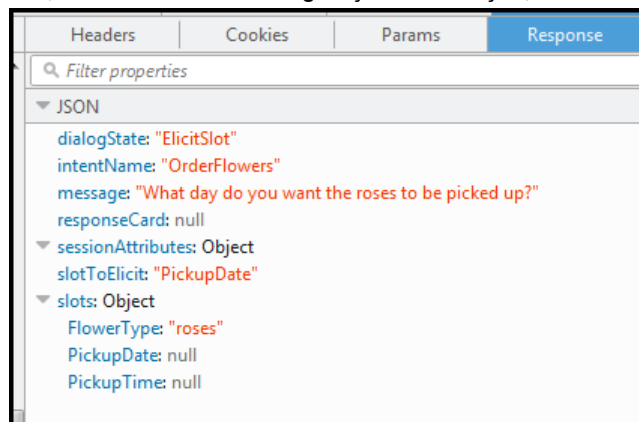 Headers Cookies Params Response
Filter properties
JSON
dialogState: "ElicitSlot"
intentName: "OrderFlowers"
message: "What day do you want the roses to be picked up?"
responseCard: null
sessionAttributes: Object
slotToElicit: "PickupDate"
slots: Object
FlowerType: "roses"
PickupDate: null
PickupTime: null